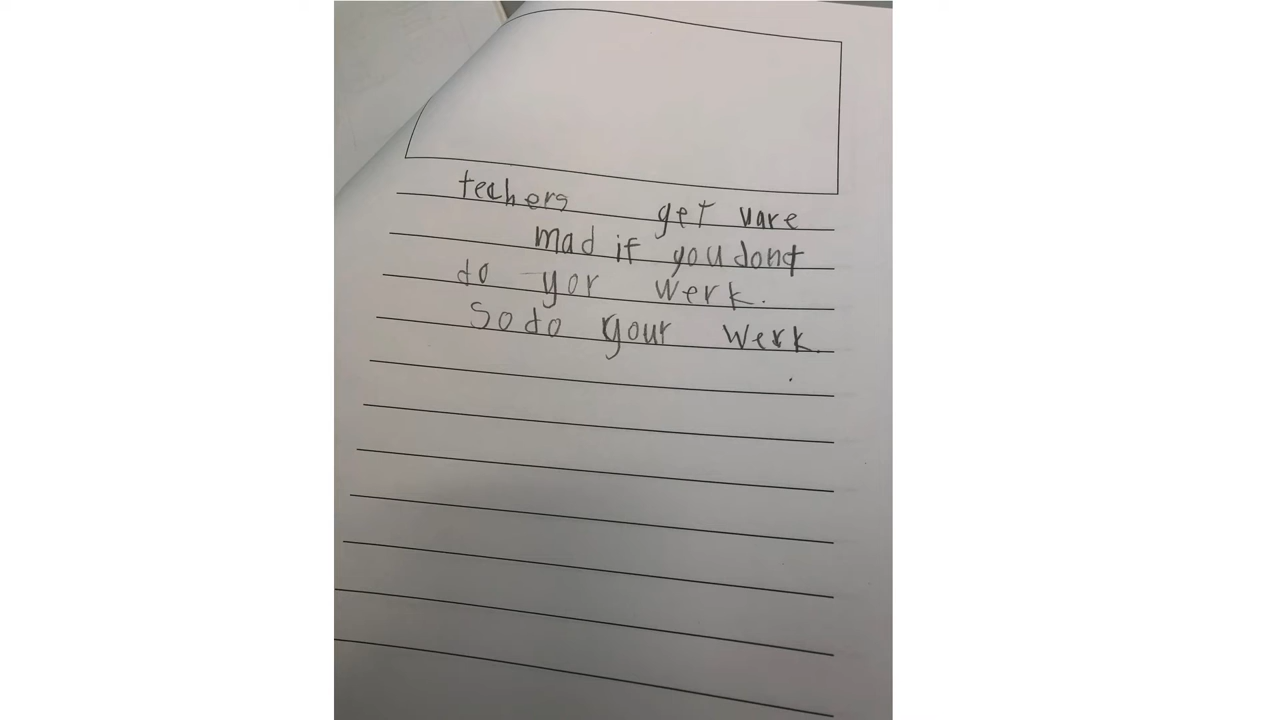 techers get vare
mad if you dont
do yor werk.
So do your werk.